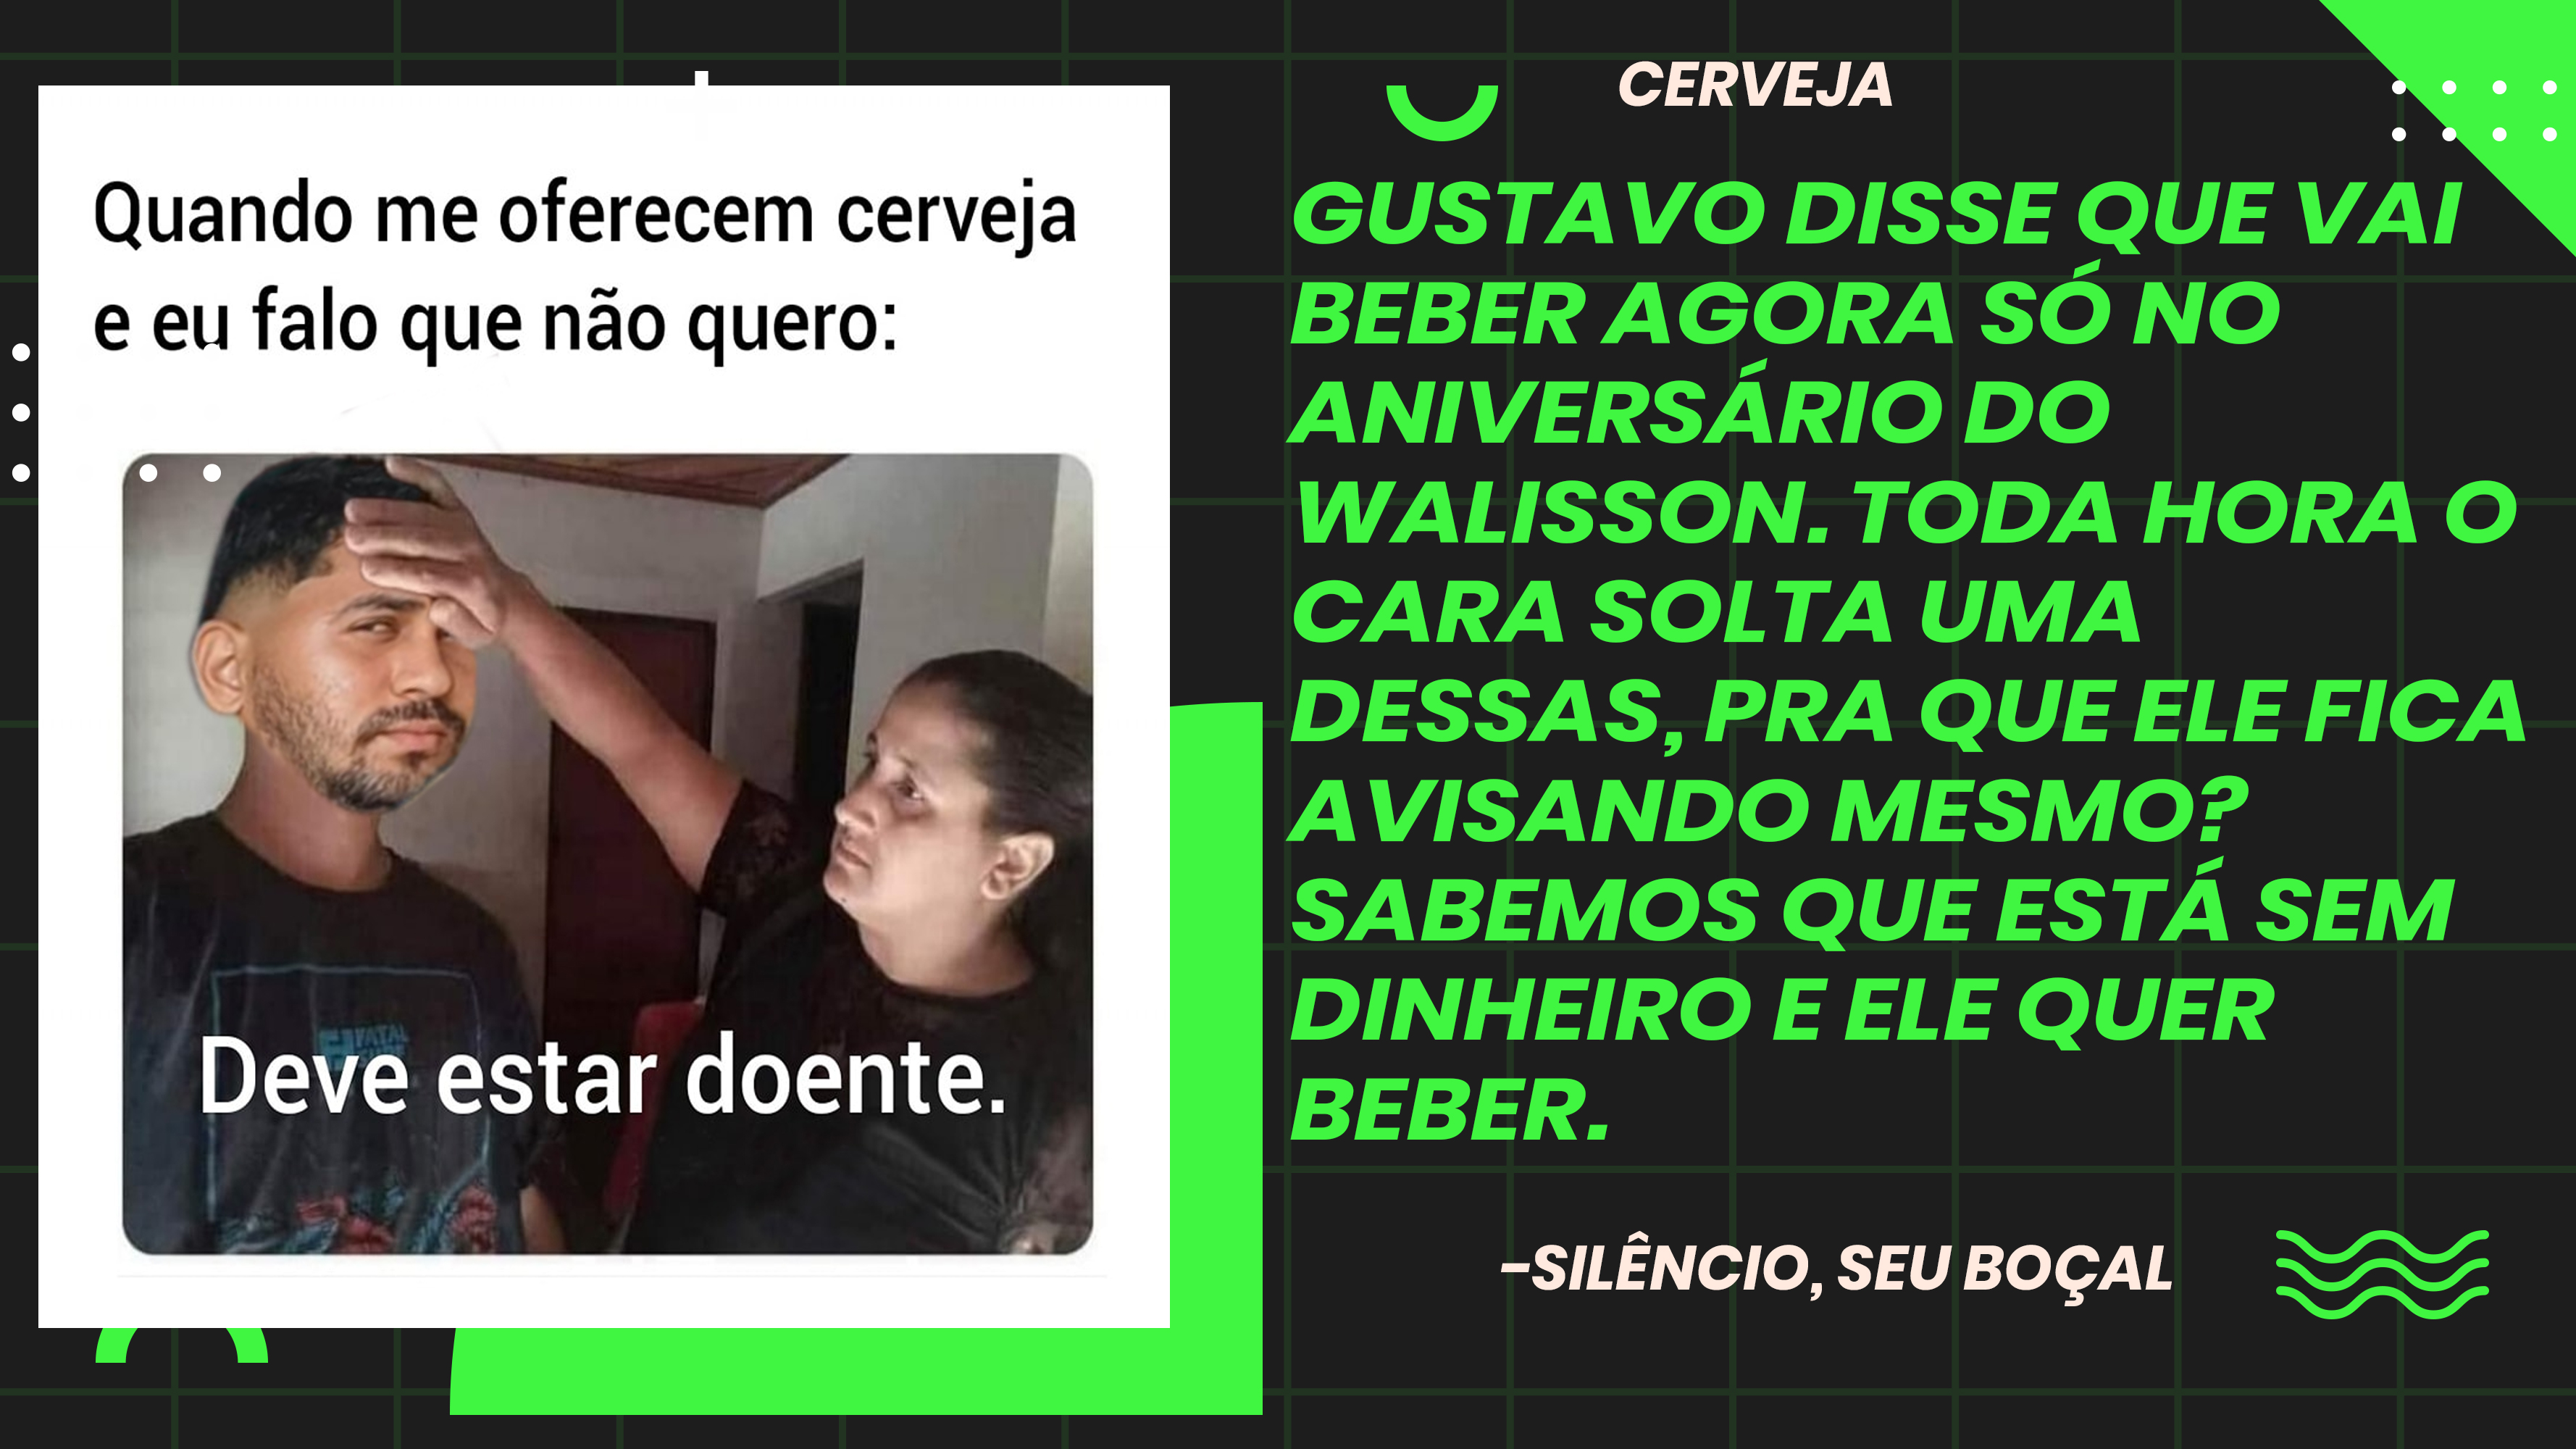 Quando me oferecem cerveja
e eu falo que não quero:
Deve estar doente.
CERVEJA
GUSTAVO DISSE QUE VAI
BEBER AGORA SÓ NO
ANIVERSÁRIO DO
WALISSON. TODA HORA O
CARA SOLTA UMA
DESSAS, PRA QUE ELE FICA
AVISANDO MESMO?
SABEMOS QUE ESTÁ SEM
DINHEIRO E ELE QUER
BEBER.
-SILÊNCIO, SEU BOÇAL